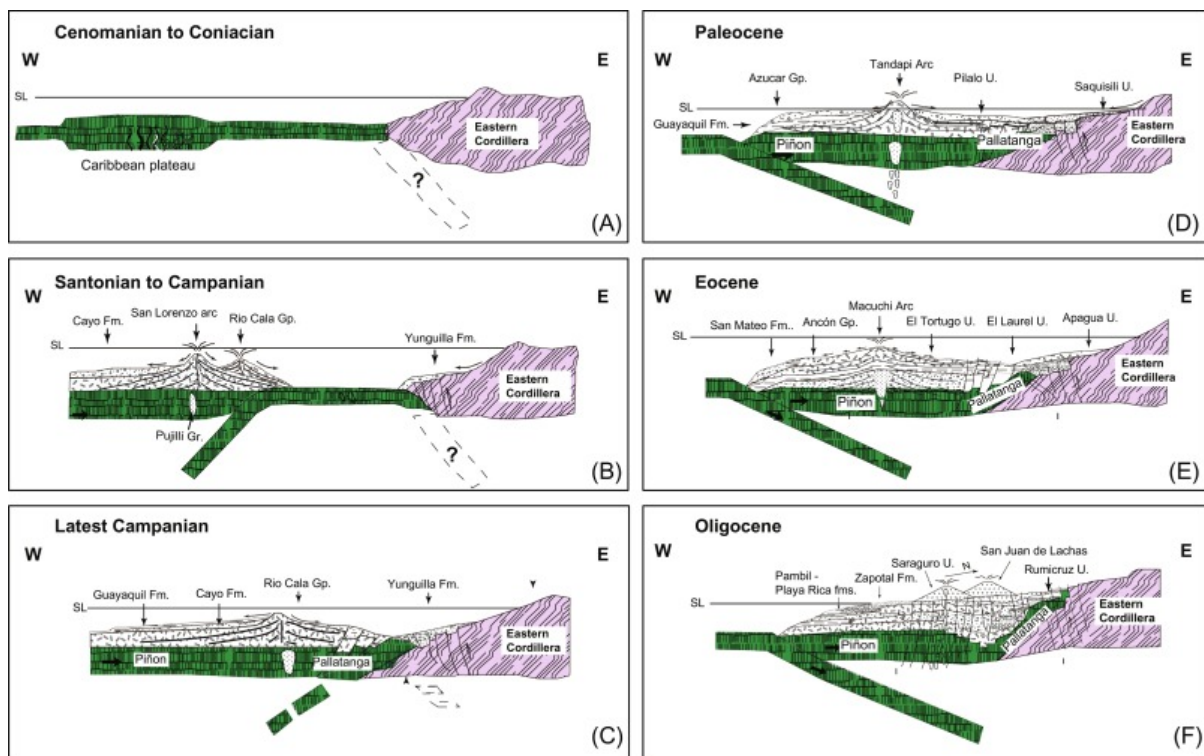 Cenomanian to Coniacian
W
E
SL
Eastern
Cordillera
Caribbean plateau
?
(A)
Santonian to Campanian
W
E
San Lorenzo arc
Cayo Fm.
Rio Cala Gp.
Yunguilla Fm.
SL
Eastern
Cordillera
Pujilli Gr.
?
(B)
Latest Campanian
W
E
Rio Cala Gp.
Guayaquil Fm.
Cayo Fm.
Yunguilla Fm.
SL
Eastern
Cordillera
Piñon
Pallatanga
(C)
Paleocene
W
E
Tandapi Arc
Azucar Gp.
Pilalo U.
Saquisili U.
SL
Guayaquil Fm.
Eastern
Cordillera
Piñon
Pallatanga
(D)
Eocene
W
E
Macuchi Arc
San Mateo Fm..
Ancón Gp.
El Tortugo U.
El Laurel U.
Apagua U.
SL
Eastern
Cordillera
Piñon
Pallatanga
(E)
Oligocene
W
E
San Juan de Lachas
Saraguro U.
N
Rumicruz U.
Pambil -
Playa Rica fms.
Zapotal Fm.
SL
Eastern
Cordillera
Piñon
Pallatanga
(F)